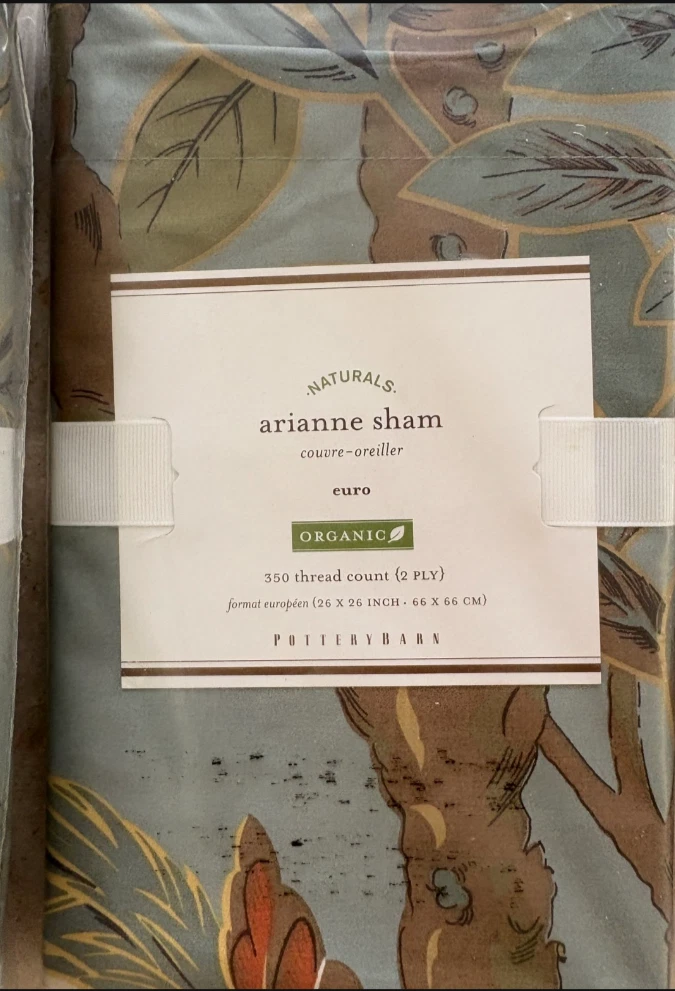 ·NATURALS·
arianne sham
couvre-oreiller
euro
ORGANIC
350 thread count {2 PLY}
format européen (26 X 26 INCH · 66 X 66 CM)
POTTERYBARN